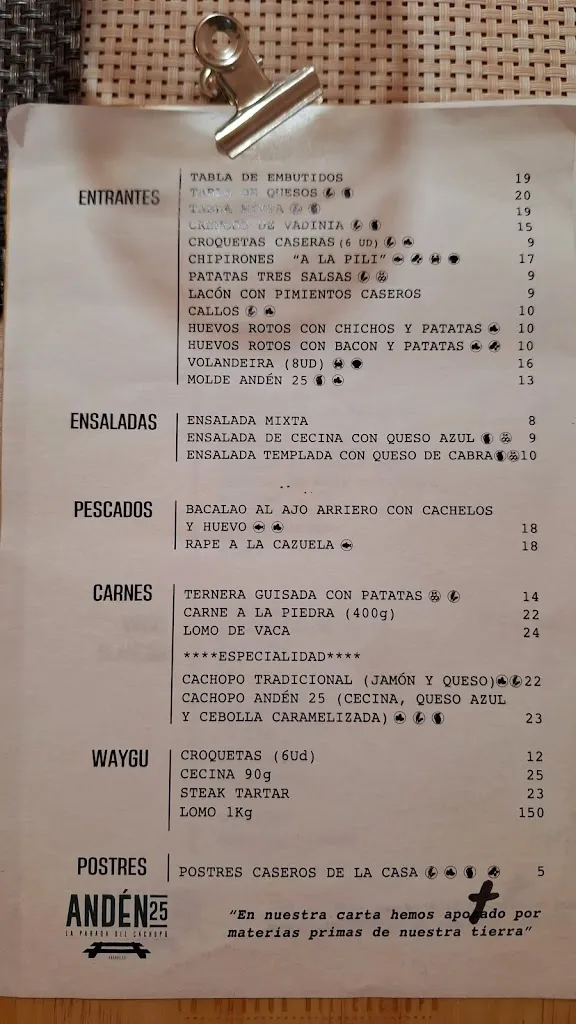 ENTRANTES
TABLA DE EMBUTIDOS 19
TABLA DE QUESOS 20
TABLA MIXTA 19
DE VADINIA 15
CROQUETAS CASERAS (6 UD) 9
CHIPIRONES "A LA PILI" 17
PATATAS TRES SALSAS 9
LACÓN CON PIMIENTOS CASEROS 9
CALLOS 10
HUEVOS ROTOS CON CHICHOS Y PATATAS 10
HUEVOS ROTOS CON BACON Y PATATAS 10
VOLANDEIRA (8UD) 16
MOLDE ANDÉN 25 13
ENSALADAS
ENSALADA MIXTA 8
ENSALADA DE CECINA CON QUESO AZUL 9
ENSALADA TEMPLADA CON QUESO DE CABRA 10
PESCADOS
BACALAO AL AJO ARRIERO CON CACHELOS
Y HUEVO 18
RAPE A LA CAZUELA 18
CARNES
TERNERA GUISADA CON PATATAS 14
CARNE A LA PIEDRA (400g) 22
LOMO DE VACA 24
****ESPECIALIDAD****
CACHOPO TRADICIONAL (JAMÓN Y QUESO) 22
CACHOPO ANDÉN 25 (CECINA, QUESO AZUL
Y CEBOLLA CARAMELIZADA) 23
WAYGU
CROQUETAS (6Ud) 12
CECINA 90g 25
STEAK TARTAR 23
LOMO 1Kg 150
POSTRES
POSTRES CASEROS DE LA CASA 5
ANDÉN 25
LA PARADA DEL CACHOPO
"En nuestra carta hemos apotado por
materias primas de nuestra tierra"